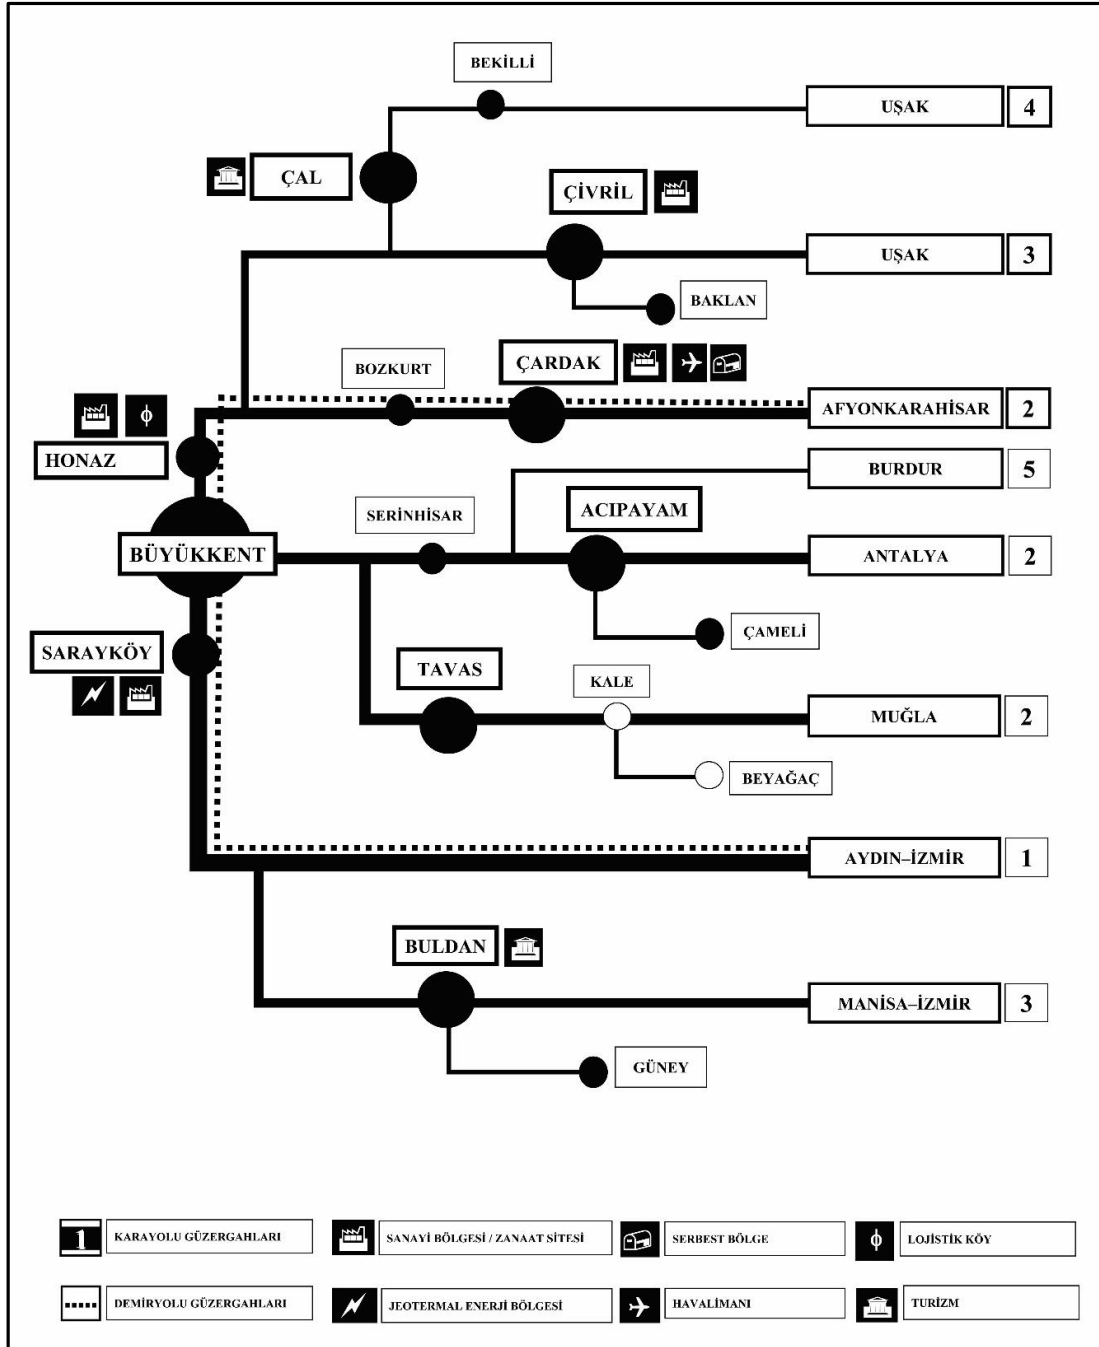 BEKİLLİ
UŞAK 4
ÇAL
ÇİVRİL
UŞAK 3
BAKLAN
ÇARDAK
BOZKURT
AFYONKARAHİSAR 2
HONAZ
BURDUR 5
ACIPAYAM
SERİNHİSAR
BÜYÜKKENT
ANTALYA 2
ÇAMELİ
SARAYKÖY
TAVAS
KALE
MUĞLA 2
BEYAĞAÇ
AYDIN–İZMİR 1
BULDAN
MANİSA–İZMİR 3
GÜNEY
1 KARAYOLU GÜZERGAHLARI
SANAYİ BÖLGESİ / ZANAAT SİTESİ
SERBEST BÖLGE
LOJİSTİK KÖY
DEMİRYOLU GÜZERGAHLARI
JEOTERMAL ENERJİ BÖLGESİ
HAVALİMANI
TURİZM